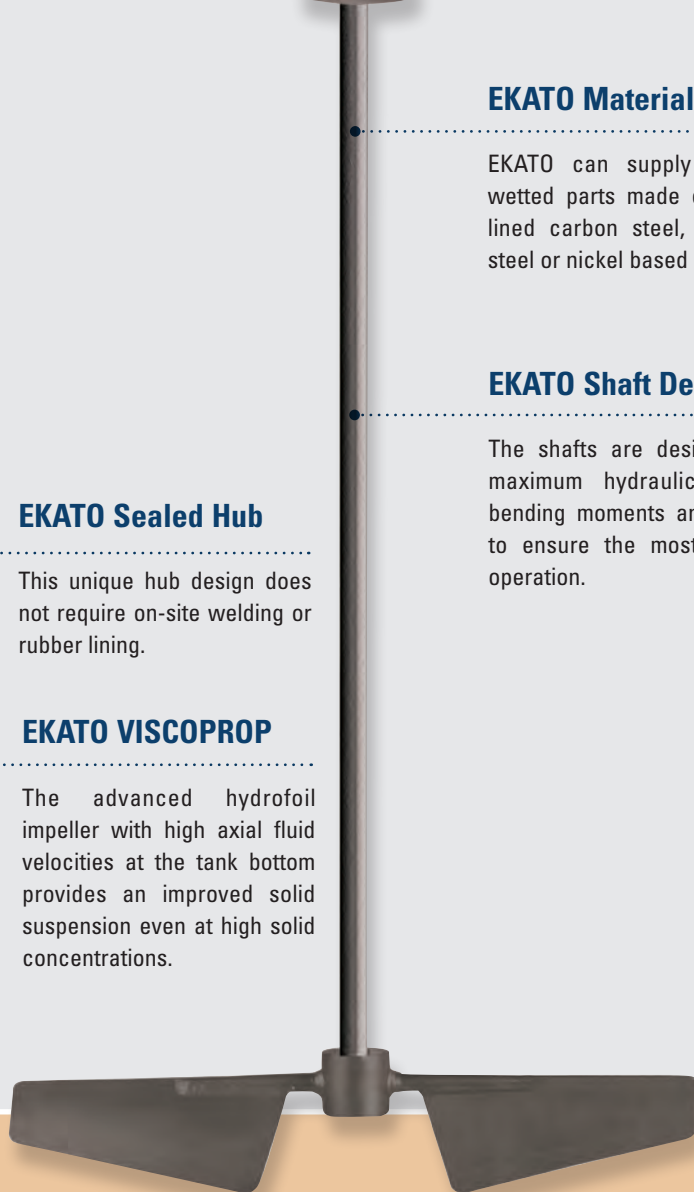 EKATO Material
EKATO can supply
wetted parts made
lined carbon steel,
steel or nickel based
EKATO Shaft De
The shafts are desi
maximum hydraulic
bending moments an
to ensure the most
operation.
EKATO Sealed Hub
This unique hub design does
not require on-site welding or
rubber lining.
EKATO VISCOPROP
The advanced hydrofoil
impeller with high axial fluid
velocities at the tank bottom
provides an improved solid
suspension even at high solid
concentrations.